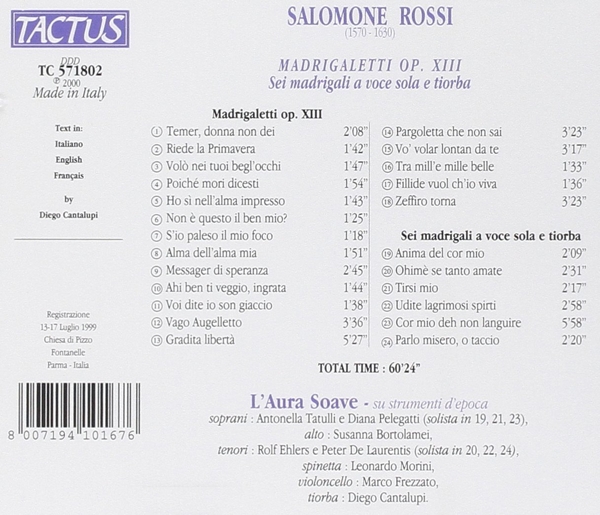 TACTUS
DDD
TC 571802
℗ 2000
Made in Italy
Text in:
Italiano
English
Français
by
Diego Cantalupi
Registrazione
13-17 Luglio 1999
Chiesa di Pizzo
Fontanelle
Parma - Italia
8 007194 101676
SALOMONE ROSSI
(1570 - 1630)
MADRIGALETTI OP. XIII
Sei madrigali a voce sola e tiorba
Madrigaletti op. XIII
① Temer, donna non dei 2'08"
② Riede la Primavera 1'42"
③ Volò nei tuoi begl'occhi 1'47"
④ Poiché mori dicesti 1'54"
⑤ Ho sì nell'alma impresso 1'43"
⑥ Non è questo il ben mio? 1'25"
⑦ S'io paleso il mio foco 1'18"
⑧ Alma dell'alma mia 1'51"
⑨ Messager di speranza 2'45"
⑩ Ahi ben ti veggio, ingrata 1'44"
⑪ Voi dite io son giaccio 1'38"
⑫ Vago Augelletto 3'36"
⑬ Gradita libertà 5'27"
⑭ Pargoletta che non sai 3'23"
⑮ Vo' volar lontan da te 3'17"
⑯ Tra mill'e mille belle 1'33"
⑰ Fillide vuol ch'io viva 1'36"
⑱ Zeffiro torna 3'23"
Sei madrigali a voce sola e tiorba
⑲ Anima del cor mio 2'09"
⑳ Ohimè se tanto amate 2'31"
㉑ Tirsi mio 2'17"
㉒ Udite lagrimosi spirti 2'58"
㉓ Cor mio deh non languire 5'58"
㉔ Parlo misero, o taccio 2'20"
TOTAL TIME : 60'24"
L'Aura Soave - su strumenti d'epoca
soprani : Antonella Tatulli e Diana Pelegatti (solista in 19, 21, 23),
alto : Susanna Bortolamei,
tenori : Rolf Ehlers e Peter De Laurentis (solista in 20, 22, 24),
spinetta : Leonardo Morini,
violoncello : Marco Frezzato,
tiorba : Diego Cantalupi.